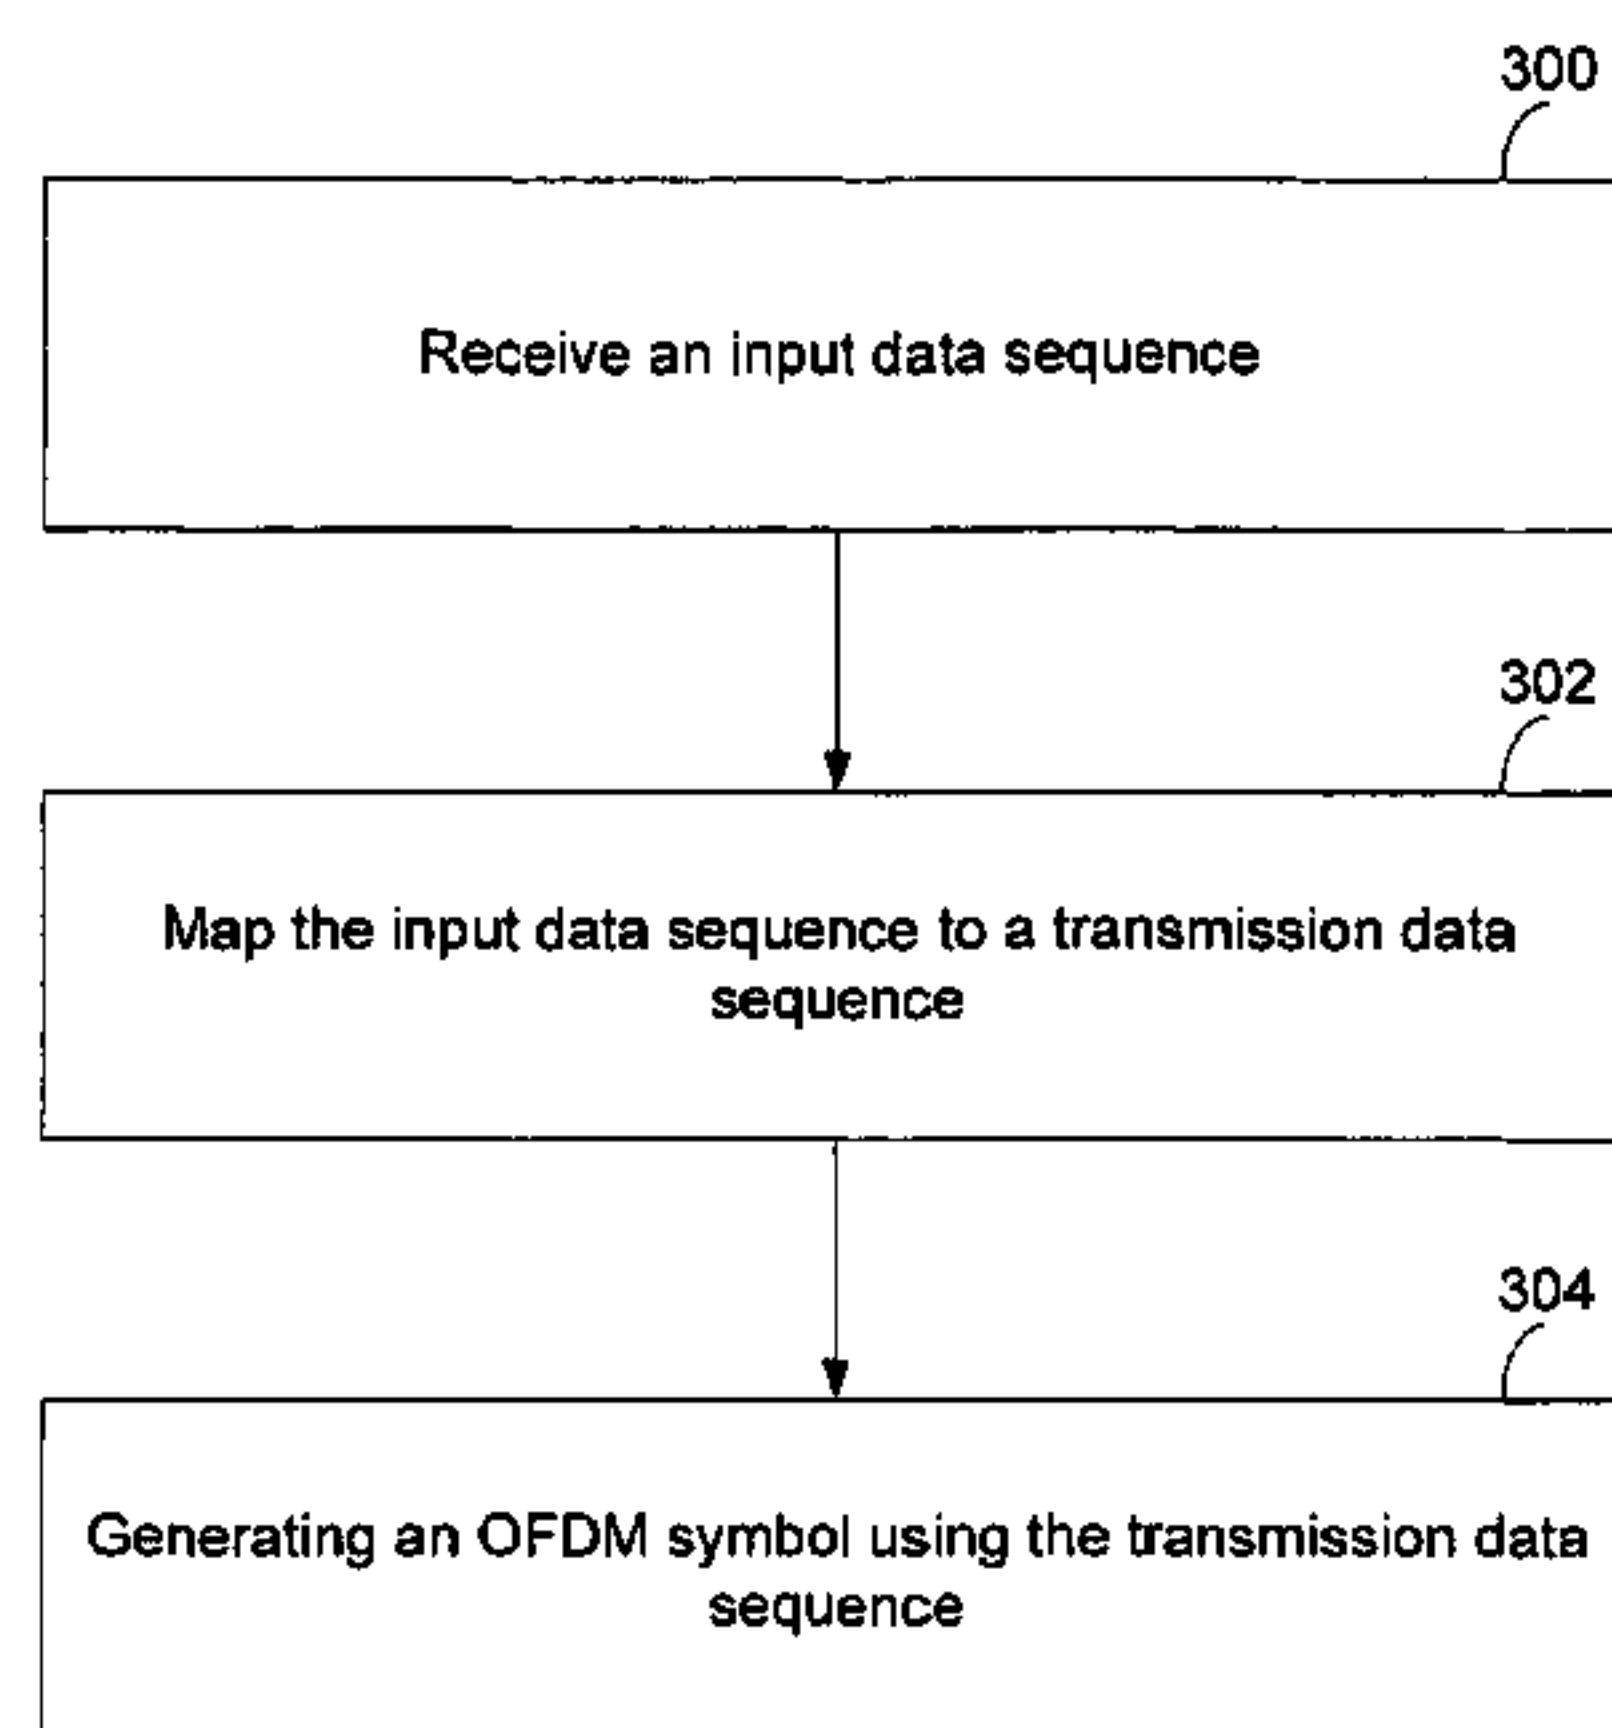 300
Receive an input data sequence
302
Map the input data sequence to a transmission data
sequence
304
Generating an OFDM symbol using the transmission data
sequence